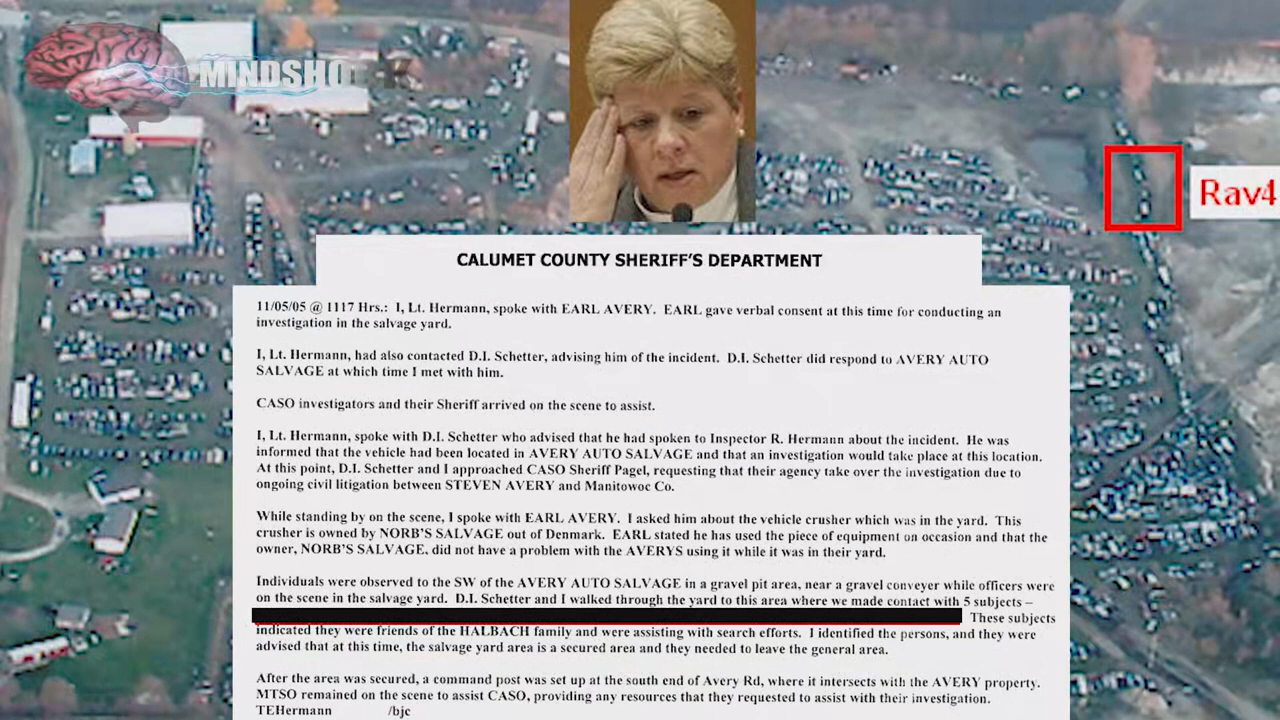 MINDSHO
Rav4
CALUMET COUNTY SHERIFF'S DEPARTMENT
11/05/05 @ 1117 Hrs.: I, Lt. Hermann, spoke with EARL AVERY. EARL gave verbal consent at this time for conducting an
investigation in the salvage yard.
I, Lt. Hermann, had also contacted D.I. Schetter, advising him of the incident. D.I. Schetter did respond to AVERY AUTO
SALVAGE at which time I met with him.
CASO investigators and their Sheriff arrived on the scene to assist.
I, Lt. Hermann, spoke with D.I. Schetter who advised that he had spoken to Inspector R. Hermann about the incident. He was
informed that the vehicle had been located in AVERY AUTO SALVAGE and that an investigation would take place at this location.
At this point, D.I. Schetter and I approached CASO Sheriff Pagel, requesting that their agency take over the investigation due to
ongoing civil litigation between STEVEN AVERY and Manitowoc Co.
While standing by on the scene, I spoke with EARL AVERY. I asked him about the vehicle crusher which was in the yard. This
crusher is owned by NORB'S SALVAGE out of Denmark. EARL stated he has used the piece of equipment on occasion and that the
owner, NORB'S SALVAGE, did not have a problem with the AVERYS using it while it was in their yard.
Individuals were observed to the SW of the AVERY AUTO SALVAGE in a gravel pit area, near a gravel conveyer while officers were
on the scene in the salvage yard. D.I. Schetter and I walked through the yard to this area where we made contact with 5 subjects –
These subjects
indicated they were friends of the HALBACH family and were assisting with search efforts. I identified the persons, and they were
advised that at this time, the salvage yard area is a secured area and they needed to leave the general area.
After the area was secured, a command post was set up at the south end of Avery Rd, where it intersects with the AVERY property.
MTSO remained on the scene to assist CASO, providing any resources that they requested to assist with their investigation.
TEHermann /bjc